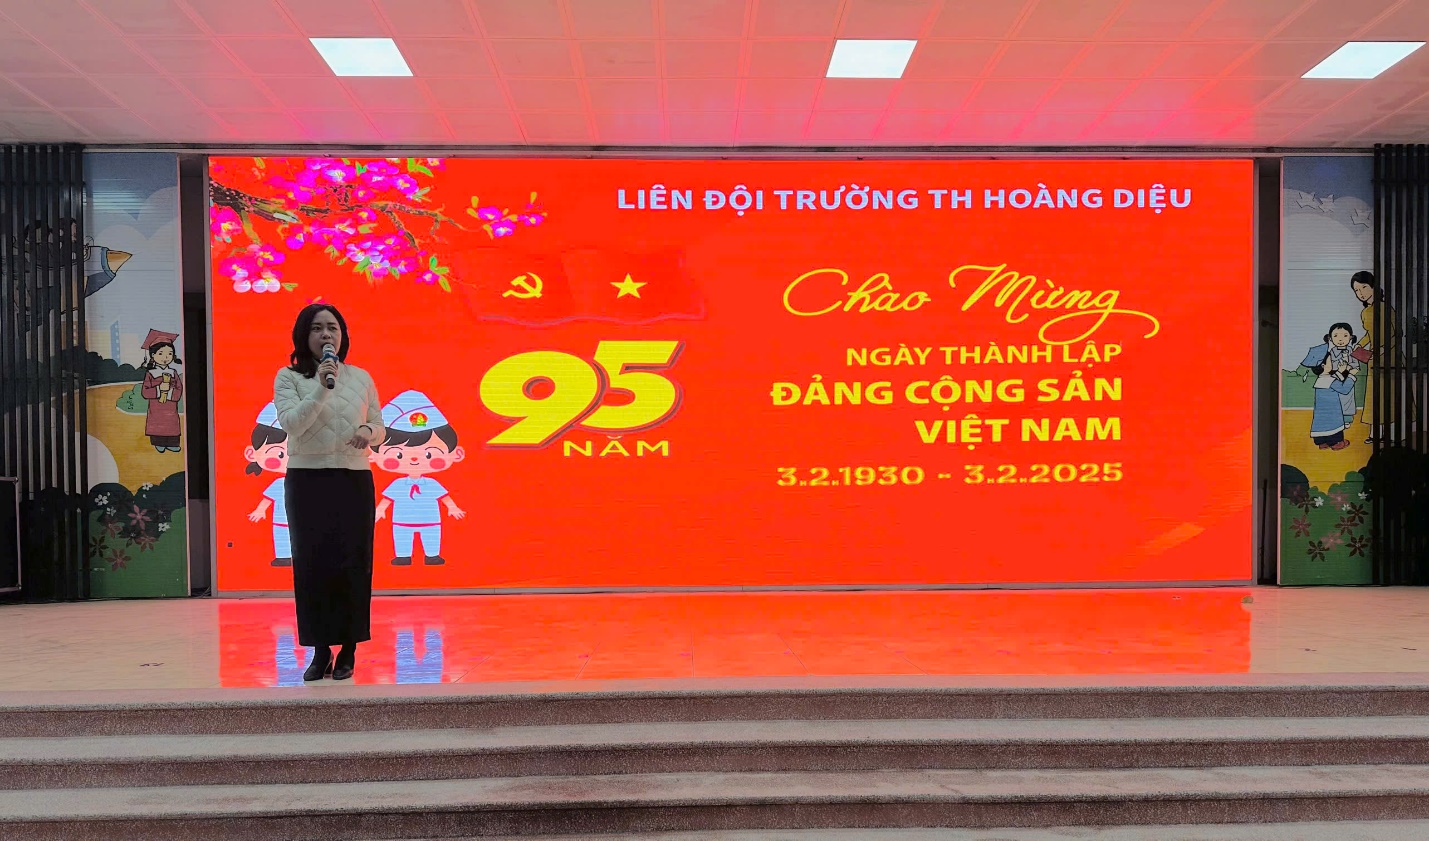 LIÊN ĐỘI TRƯỜNG TH HOÀNG DIỆU
Chào Mừng
NGÀY THÀNH LẬP
ĐẢNG CỘNG SẢN
VIỆT NAM
3.2.1930 - 3.2.2025
95
NĂM